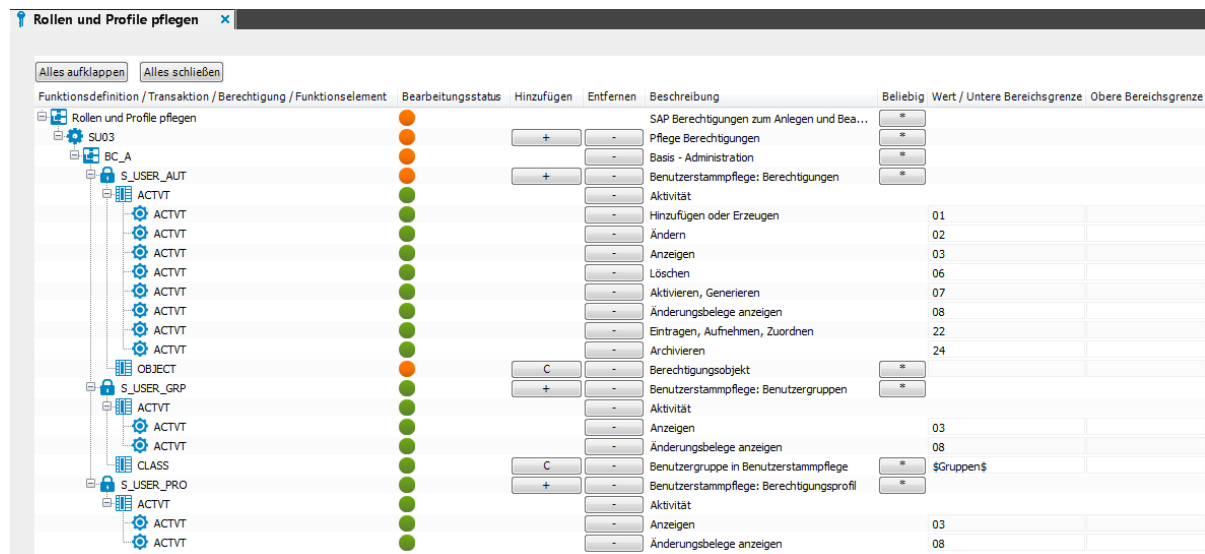 Rollen und Profile pflegen ×
Alles aufklappen Alles schließen
Funktionsdefinition / Transaktion / Berechtigung / Funktionselement Bearbeitungsstatus Hinzufügen Entfernen Beschreibung Beliebig Wert / Untere Bereichsgrenze Obere Bereichsgrenze
Rollen und Profile pflegen SAP Berechtigungen zum Anlegen und Bea... *
SU03 + - Pflege Berechtigungen *
BC_A - Basis - Administration *
S_USER_AUT + - Benutzerstammpflege: Berechtigungen *
ACTVT - Aktivität
ACTVT - Hinzufügen oder Erzeugen 01
ACTVT - Ändern 02
ACTVT - Anzeigen 03
ACTVT - Löschen 06
ACTVT - Aktivieren, Generieren 07
ACTVT - Änderungsbelege anzeigen 08
ACTVT - Eintragen, Aufnehmen, Zuordnen 22
ACTVT - Archivieren 24
OBJECT C - Berechtigungsobjekt *
S_USER_GRP + - Benutzerstammpflege: Benutzergruppen *
ACTVT - Aktivität
ACTVT - Anzeigen 03
ACTVT - Änderungsbelege anzeigen 08
CLASS C - Benutzergruppe in Benutzerstammpflege * $Gruppen$
S_USER_PRO + - Benutzerstammpflege: Berechtigungsprofil *
ACTVT - Aktivität
ACTVT - Anzeigen 03
ACTVT - Änderungsbelege anzeigen 08